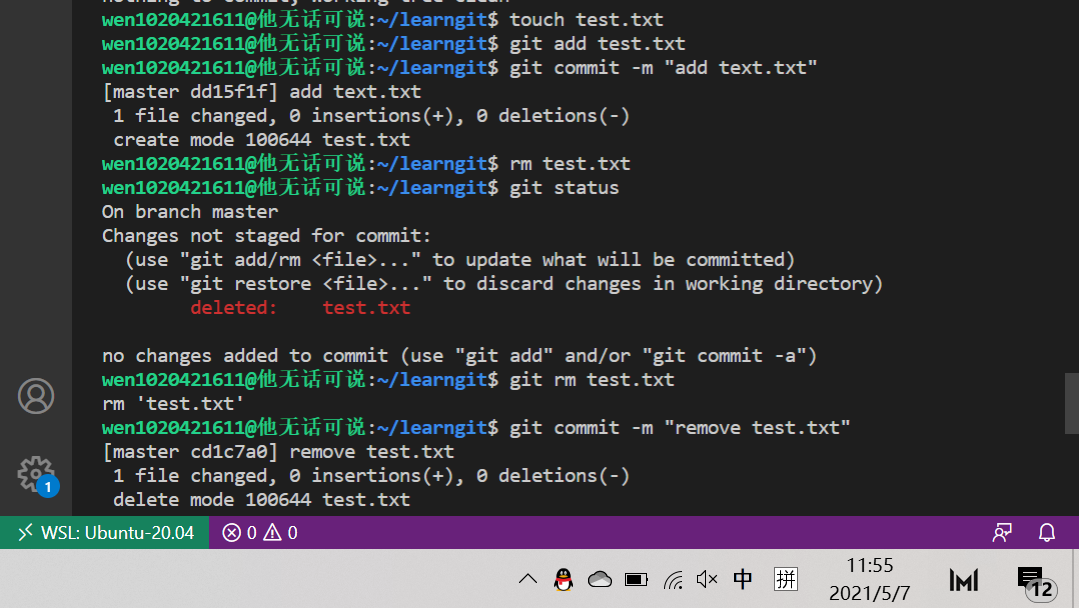 nothing to commit, working tree clean
wen1020421611@他无话可说:~/learngit$ touch test.txt
wen1020421611@他无话可说:~/learngit$ git add test.txt
wen1020421611@他无话可说:~/learngit$ git commit -m "add text.txt"
[master dd15f1f] add text.txt
 1 file changed, 0 insertions(+), 0 deletions(-)
 create mode 100644 test.txt
wen1020421611@他无话可说:~/learngit$ rm test.txt
wen1020421611@他无话可说:~/learngit$ git status
On branch master
Changes not staged for commit:
  (use "git add/rm <file>..." to update what will be committed)
  (use "git restore <file>..." to discard changes in working directory)
        deleted:    test.txt

no changes added to commit (use "git add" and/or "git commit -a")
wen1020421611@他无话可说:~/learngit$ git rm test.txt
rm 'test.txt'
wen1020421611@他无话可说:~/learngit$ git commit -m "remove test.txt"
[master cd1c7a0] remove test.txt
 1 file changed, 0 insertions(+), 0 deletions(-)
 delete mode 100644 test.txt
1
WSL: Ubuntu-20.04 0 0
中 拼
11:55
2021/5/7
12